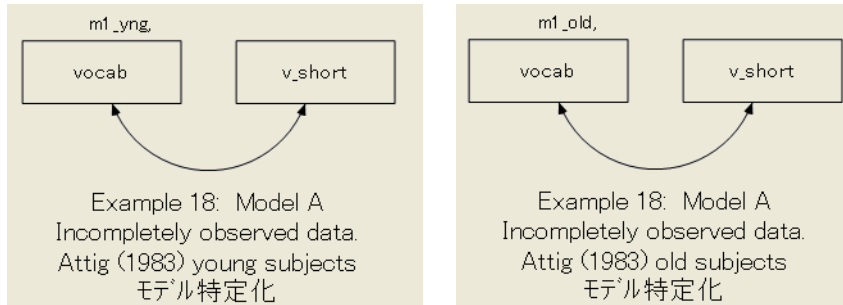 m1_yng,
vocab
v_short
Example 18: Model A
Incompletely observed data.
Attig (1983) young subjects
モデル特定化
m1_old,
vocab
v_short
Example 18: Model A
Incompletely observed data.
Attig (1983) old subjects
モデル特定化